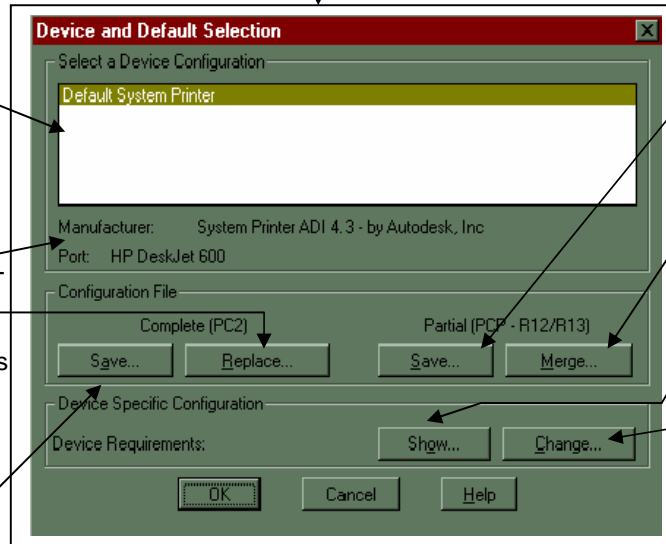 Device and Default Selection
Select a Device Configuration
Default System Printer
Manufacturer: System Printer ADI 4.3 - by Autodesk, Inc
Port: HP DeskJet 600
Configuration File
Complete (PC2) Partial (PCP - R12/R13)
Save... Replace... Save... Merge...
s
Device Specific Configuration
Device Requirements: Show... Change...
OK Cancel Help